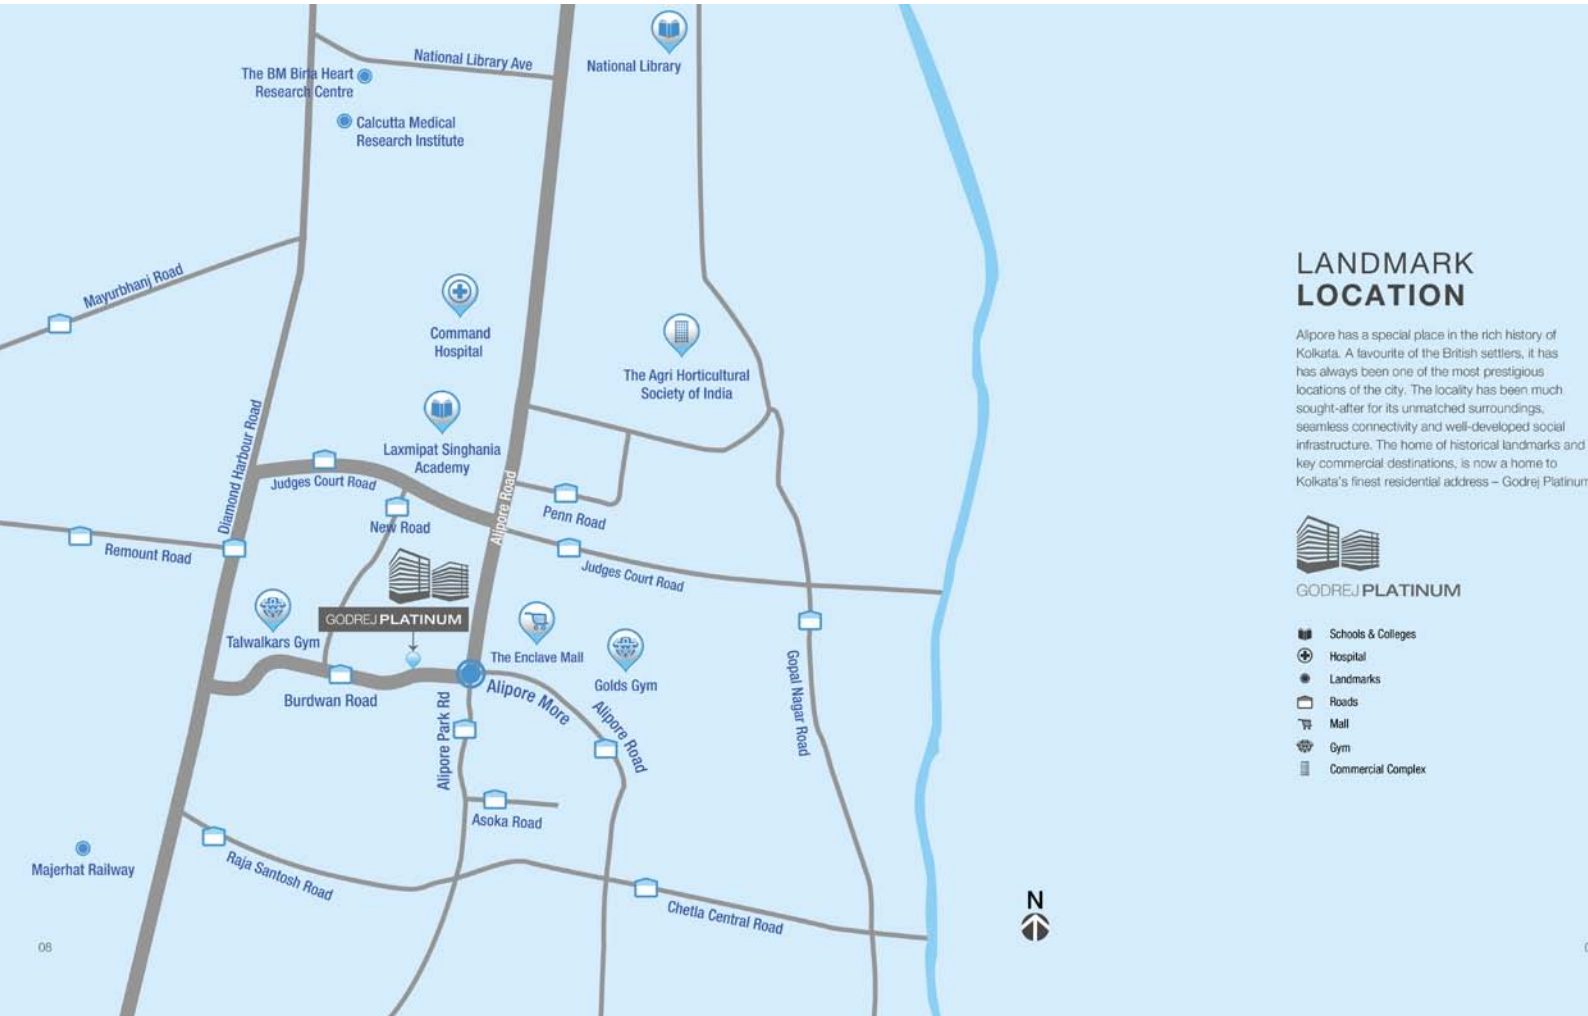 National Library Ave
National Library
The BM Birla Heart
Research Centre
Calcutta Medical
Research Institute
Mayurbhanj Road
Command
Hospital
The Agri Horticultural
Society of India
Laxmipat Singhania
Academy
Diamond Harbour Road
Judges Court Road
Alipore Road
New Road
Penn Road
Remount Road
Judges Court Road
GODREJ PLATINUM
Talwalkars Gym
The Enclave Mall
Golds Gym
Burdwan Road
Alipore More
Alipore Park Rd
Alipore Road
Gopal Nagar Road
Asoka Road
Majerhat Railway
Raja Santosh Road
Chetla Central Road
N
08
LANDMARK
LOCATION
Alipore has a special place in the rich history of
Kolkata. A favourite of the British settlers, it has
has always been one of the most prestigious
locations of the city. The locality has been much
sought-after for its unmatched surroundings,
seamless connectivity and well-developed social
infrastructure. The home of historical landmarks and
key commercial destinations, is now a home to
Kolkata's finest residential address – Godrej Platinum
GODREJ PLATINUM
Schools & Colleges
Hospital
Landmarks
Roads
Mall
Gym
Commercial Complex